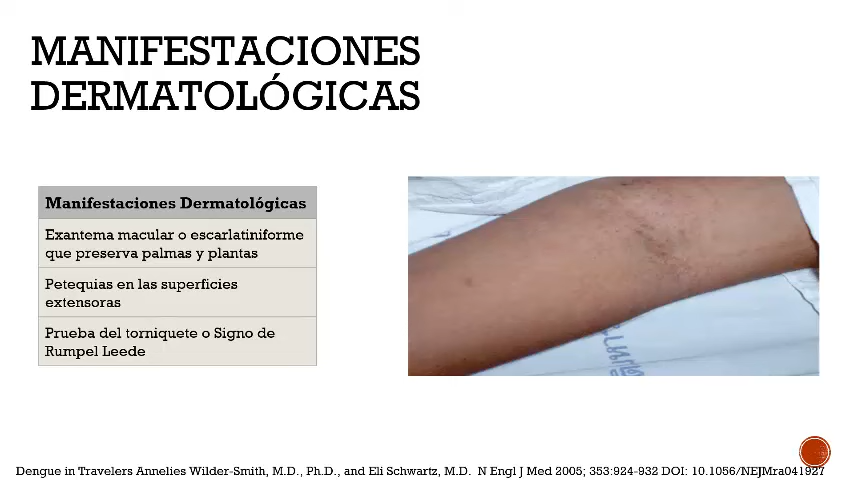 MANIFESTACIONES
DERMATOLÓGICAS
Manifestaciones Dermatológicas
Exantema macular o escarlatiniforme
que preserva palmas y plantas
Petequias en las superficies
extensoras
Prueba del torniquete o Signo de
Rumpel Leede
Dengue in Travelers Annelies Wilder-Smith, M.D., Ph.D., and Eli Schwartz, M.D. N Engl J Med 2005; 353:924-932 DOI: 10.1056/NEJMra041927